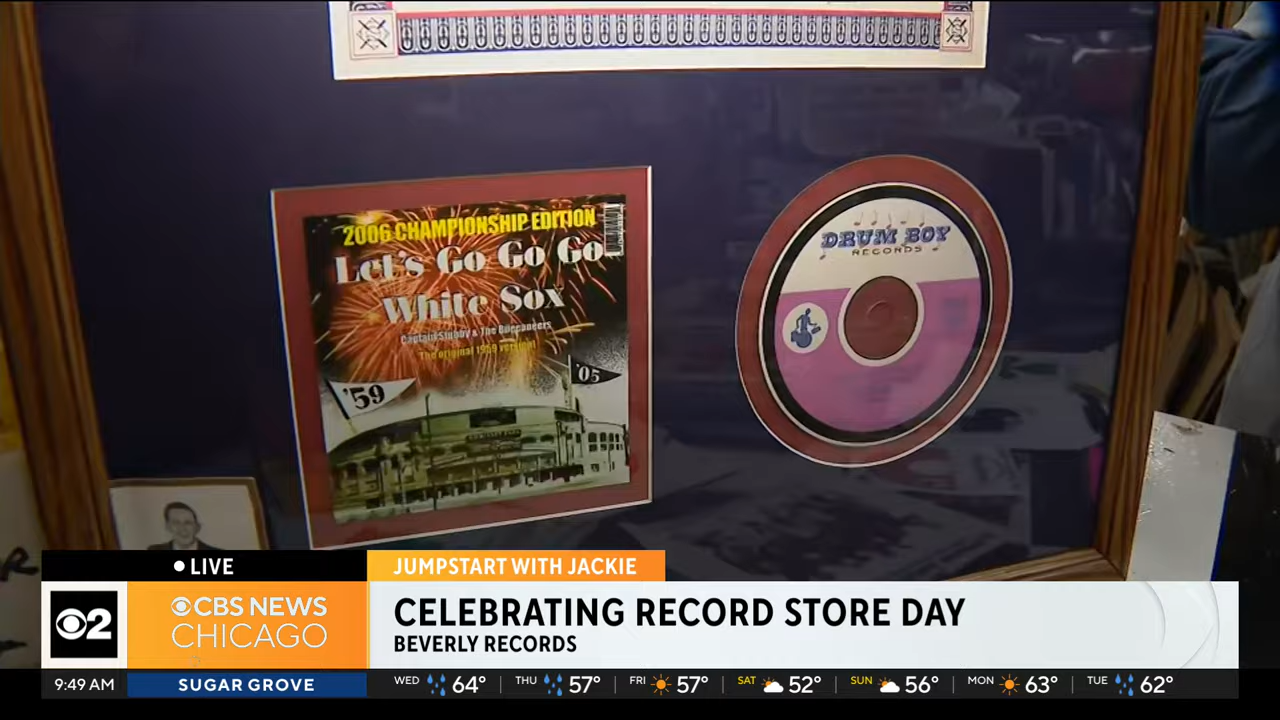 2006 CHAMPIONSHIP EDITION
Let's Go Go Go
White Sox
Captain Stubby & The Buccaneers
The original 1959 version!
'59
'05
DRUM BOY
RECORDS
LIVE
JUMPSTART WITH JACKIE
2
CBS NEWS
CHICAGO
CELEBRATING RECORD STORE DAY
BEVERLY RECORDS
9:49 AM
SUGAR GROVE
WED 64° THU 57° FRI 57° SAT 52° SUN 56° MON 63° TUE 62°